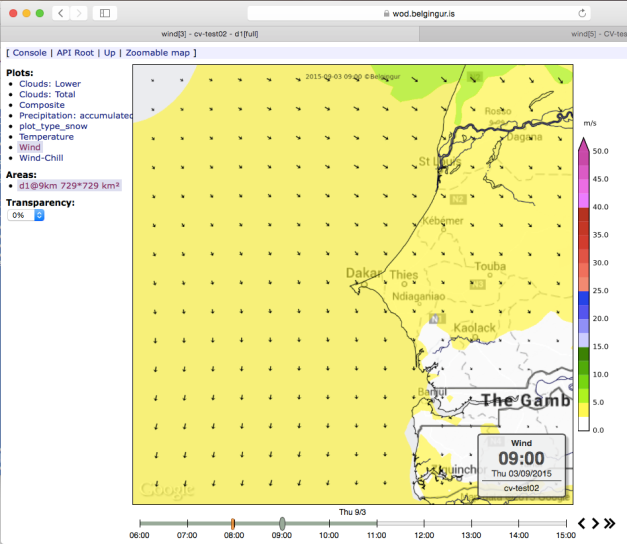 wod.belgingur.is
wind[3] - cv-test02 - d1[full]
wind[5] - CV-tes
[ Console | API Root | Up | Zoomable map ]
Plots:
Clouds: Lower
Clouds: Total
Composite
Precipitation: accumulated
plot_type_snow
Temperature
Wind
Wind-Chill
Areas:
d1@9km 729*729 km²
Transparency:
0%
2015-09-03 09:00 ©Belgingur
Rosso
Dagana
St Louis
N2
Kébémer
Dakar
Thies
Touba
N3
Ndiaganiao
N1
Kaolack
Banjul
The Gamb
Ziguinchor
Google
Wind
09:00
Thu 03/09/2015
cv-test02
m/s
50.0
45.0
40.0
35.0
30.0
25.0
20.0
15.0
10.0
5.0
0.0
Thu 9/3
06:00 07:00 08:00 09:00 10:00 11:00 12:00 13:00 14:00 15:00